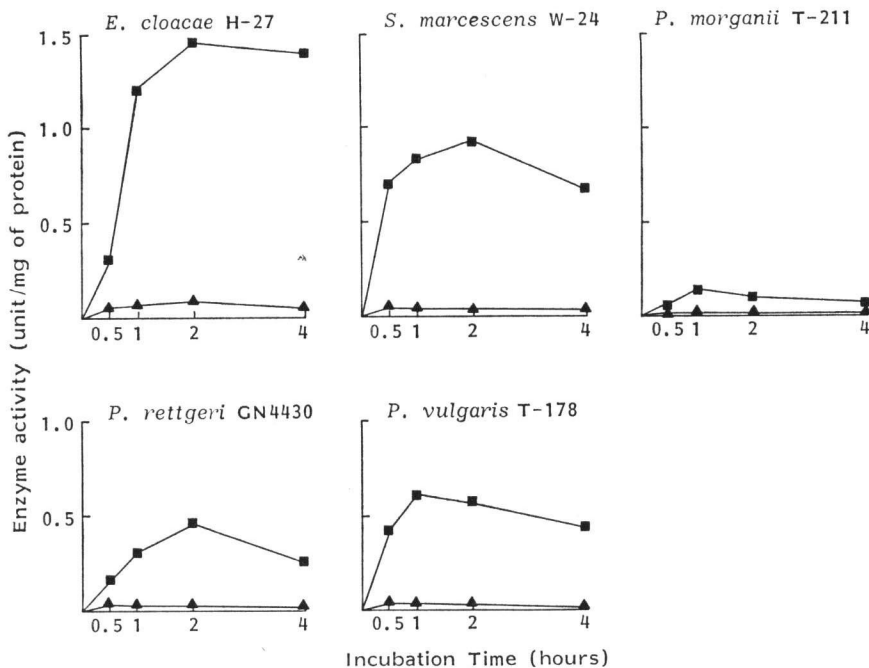 E. cloacae H-27
S. marcescens W-24
P. morganii T-211
1.5
1.0
0.5
0.5 1 2 4
0.5 1 2 4
0.5 1 2 4
P. rettgeri GN4430
P. vulgaris T-178
1.0
0.5
0.5 1 2 4
0.5 1 2 4
Enzyme activity (unit/mg of protein)
Incubation Time (hours)